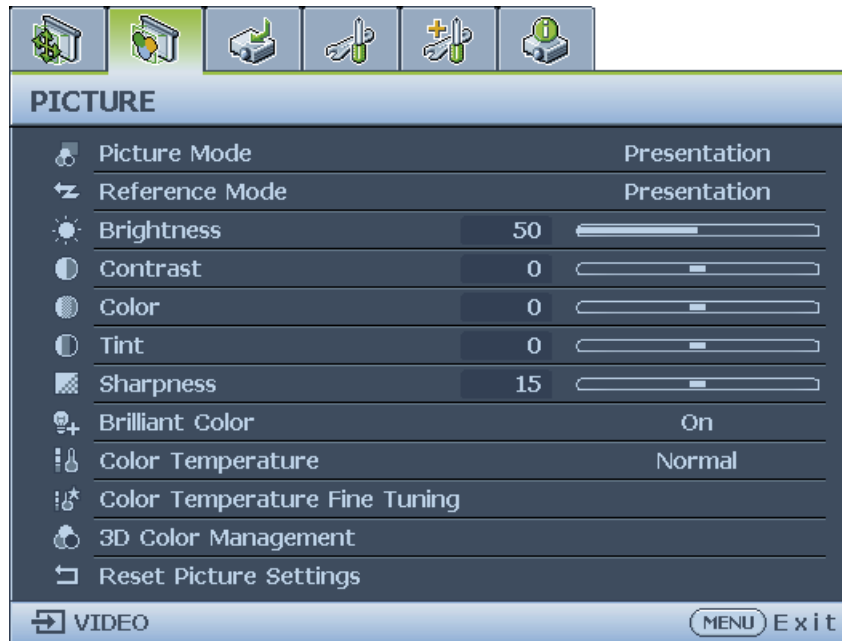 PICTURE
Picture Mode Presentation
Reference Mode Presentation
Brightness 50
Contrast 0
Color 0
Tint 0
Sharpness 15
Brilliant Color On
Color Temperature Normal
Color Temperature Fine Tuning
3D Color Management
Reset Picture Settings
VIDEO MENU Exit